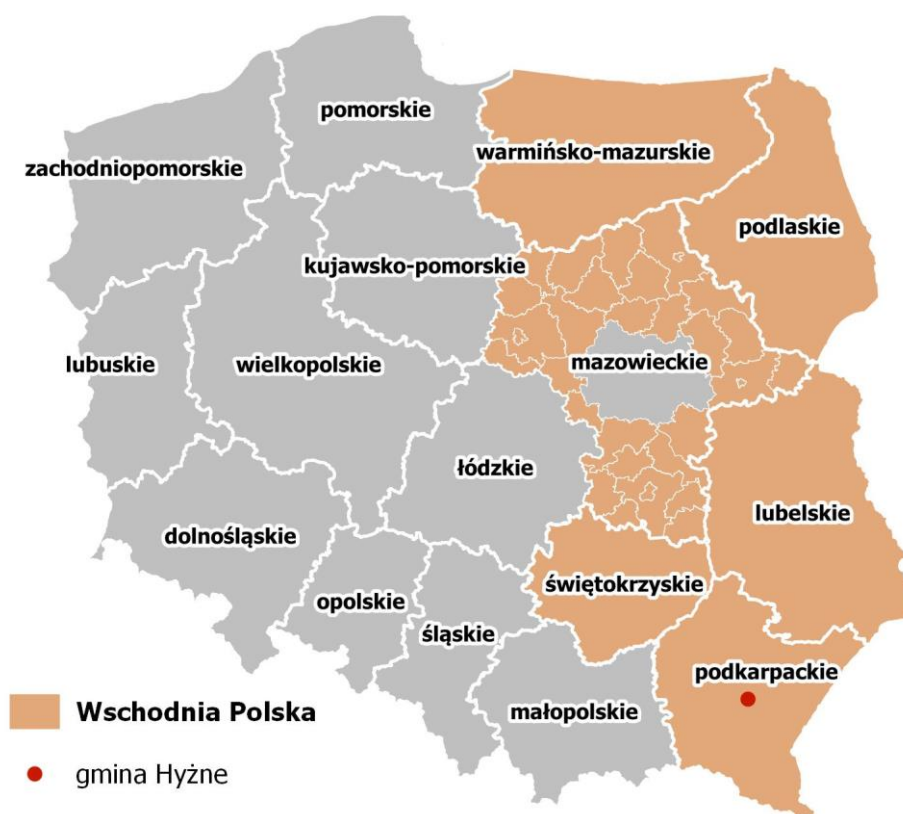 pomorskie
warmińsko-mazurskie
zachodniopomorskie
podlaskie
kujawsko-pomorskie
lubuskie
wielkopolskie
mazowieckie
łódzkie
lubelskie
dolnośląskie
świętokrzyskie
opolskie
śląskie
podkarpackie
małopolskie
Wschodnia Polska
gmina Hyżne